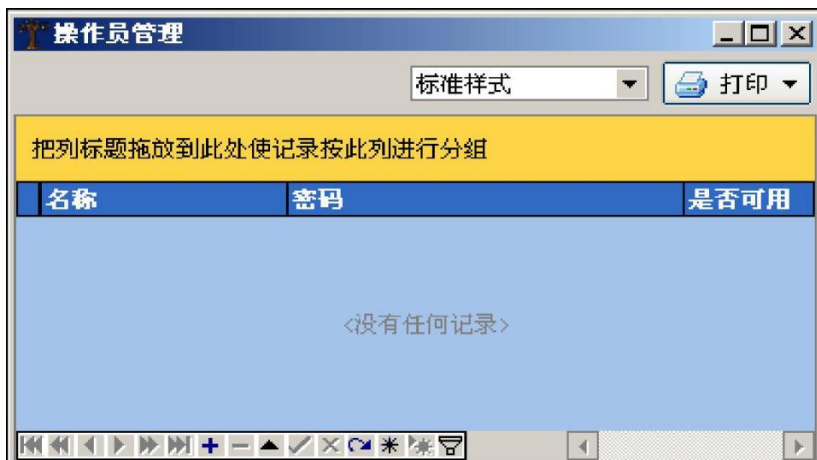 操作员管理
标准样式
打印
把列标题拖放到此处使记录按此列进行分组
名称 密码 是否可用
<没有任何记录>